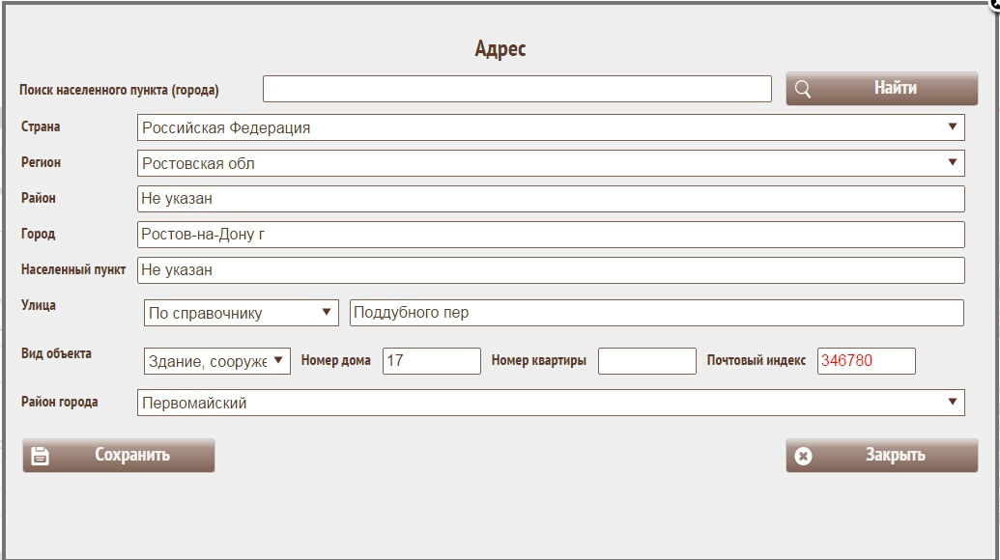 Адрес
Поиск населенного пункта (города) Найти
Страна Российская Федерация
Регион Ростовская обл
Район Не указан
Город Ростов-на-Дону г
Населенный пункт Не указан
Улица По справочнику Поддубного пер
Вид объекта Здание, сооруже Номер дома 17 Номер квартиры Почтовый индекс 346780
Район города Первомайский
Сохранить Закрыть